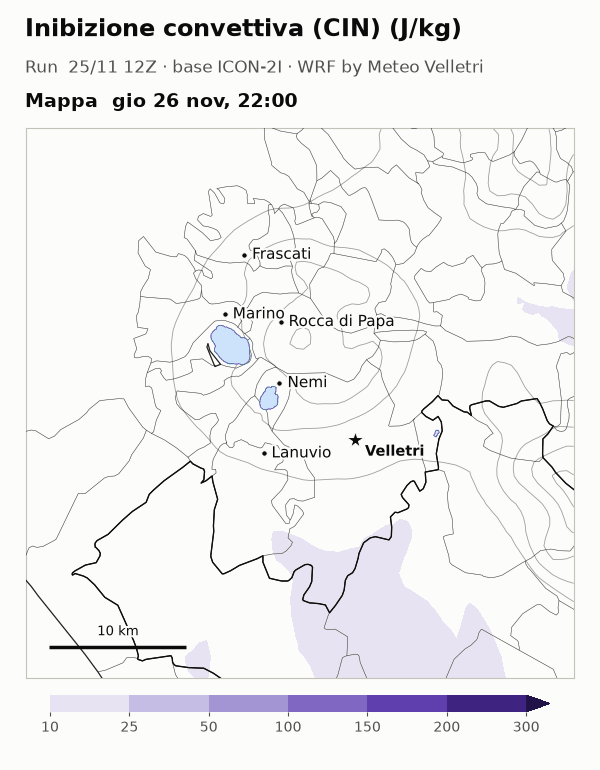 Inibizione convettiva (CIN) (J/kg)
Run  25/11 12Z · base ICON-2I · WRF by Meteo Velletri
Mappa  gio 26 nov, 22:00
Frascati
Marino
Rocca di Papa
Nemi
Velletri
Lanuvio
10 km
10 25 50 100 150 200 300